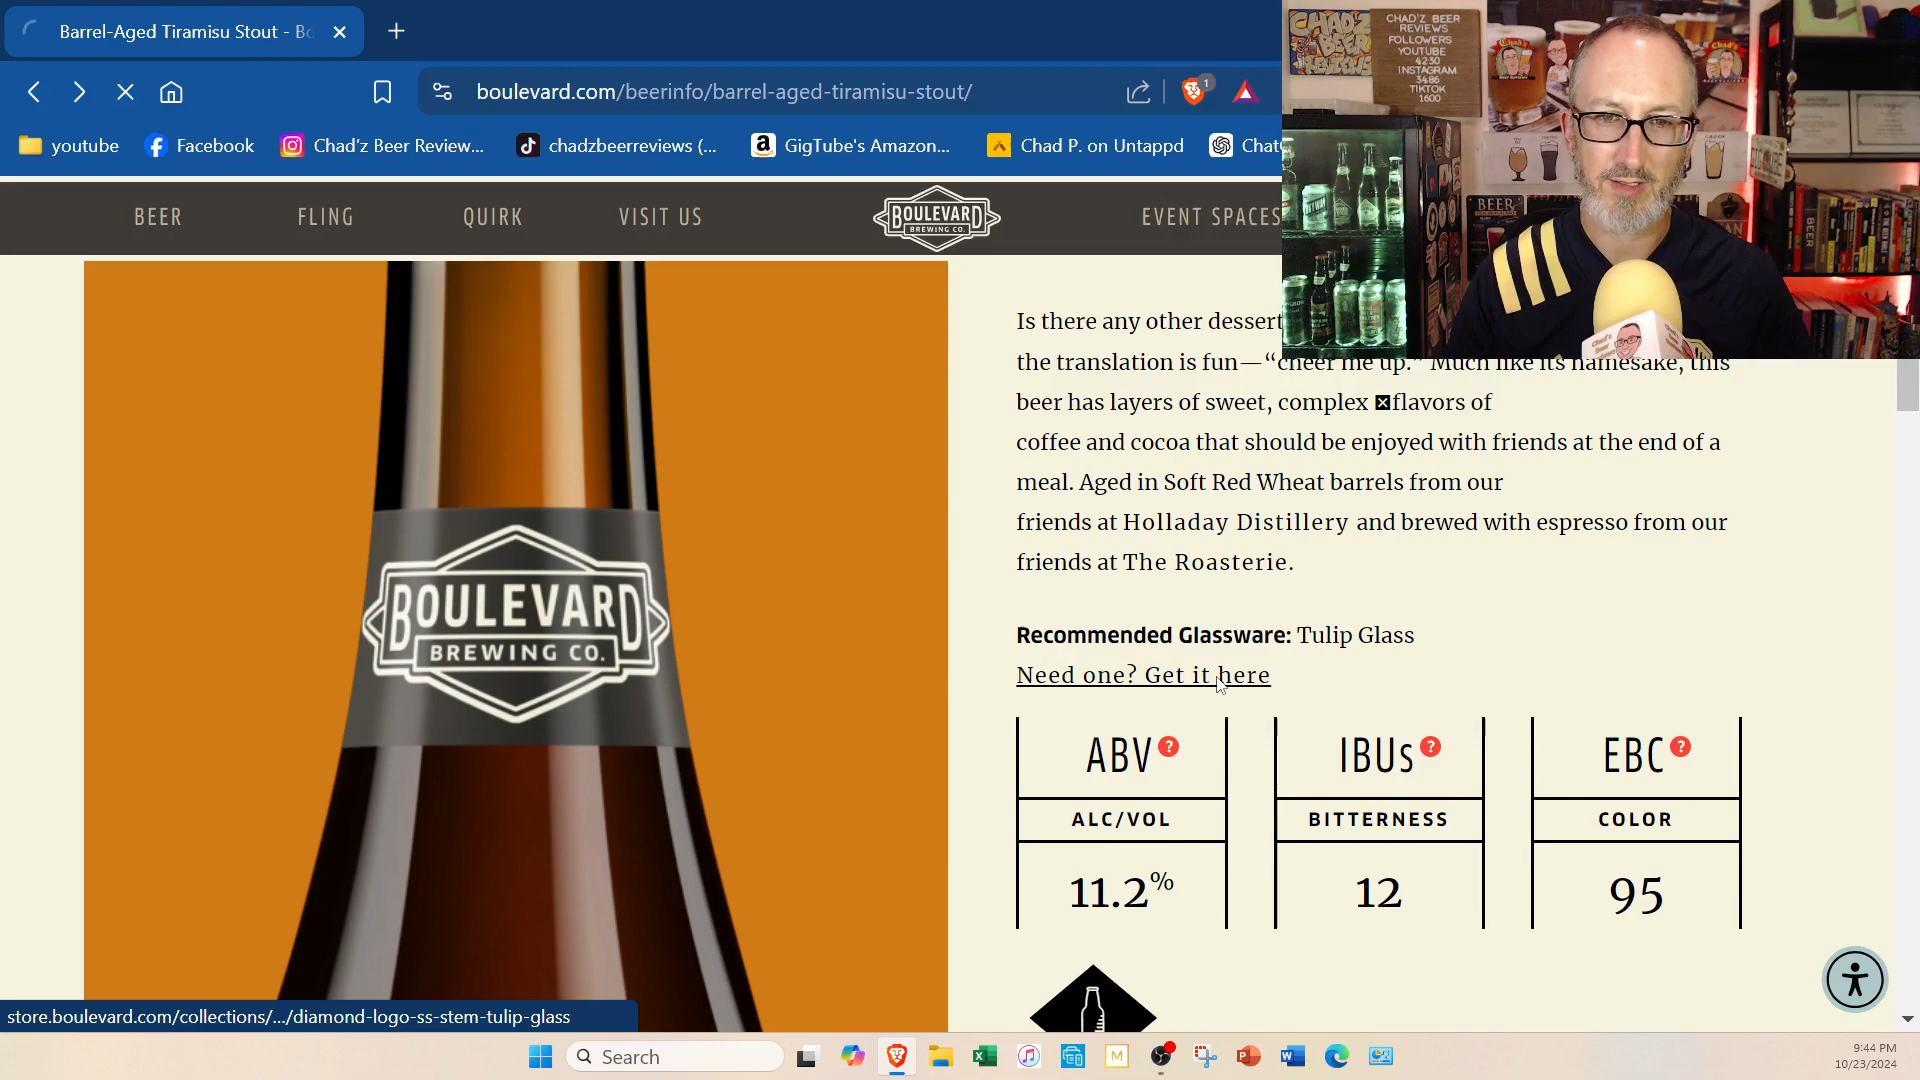 Barrel-Aged Tiramisu Stout - Bo
boulevard.com/beerinfo/barrel-aged-tiramisu-stout/
1
youtube
Facebook
Chad'z Beer Review...
chadzbeerreviews (...
GigTube's Amazon...
Chad P. on Untappd
Chat
CHAD'Z BEER
REVIEWS
FOLLOWERS
YOUTUBE
4230
INSTAGRAM
3486
TIKTOK
1600
BEER
BEER
FLING
QUIRK
VISIT US
BOULEVARD
BREWING CO.
EVENT SPACES
Is there any other dessert
the translation is fun—“cheer me up.” Much like its namesake, this
beer has layers of sweet, complex flavors of
coffee and cocoa that should be enjoyed with friends at the end of a
meal. Aged in Soft Red Wheat barrels from our
friends at Holladay Distillery and brewed with espresso from our
friends at The Roasterie.
BOULEVARD
BREWING CO.
Recommended Glassware: Tulip Glass
Need one? Get it here
ABV ?
ALC/VOL
11.2%
IBUs ?
BITTERNESS
12
EBC ?
COLOR
95
store.boulevard.com/collections/.../diamond-logo-ss-stem-tulip-glass
Search
9:44 PM
10/23/2024